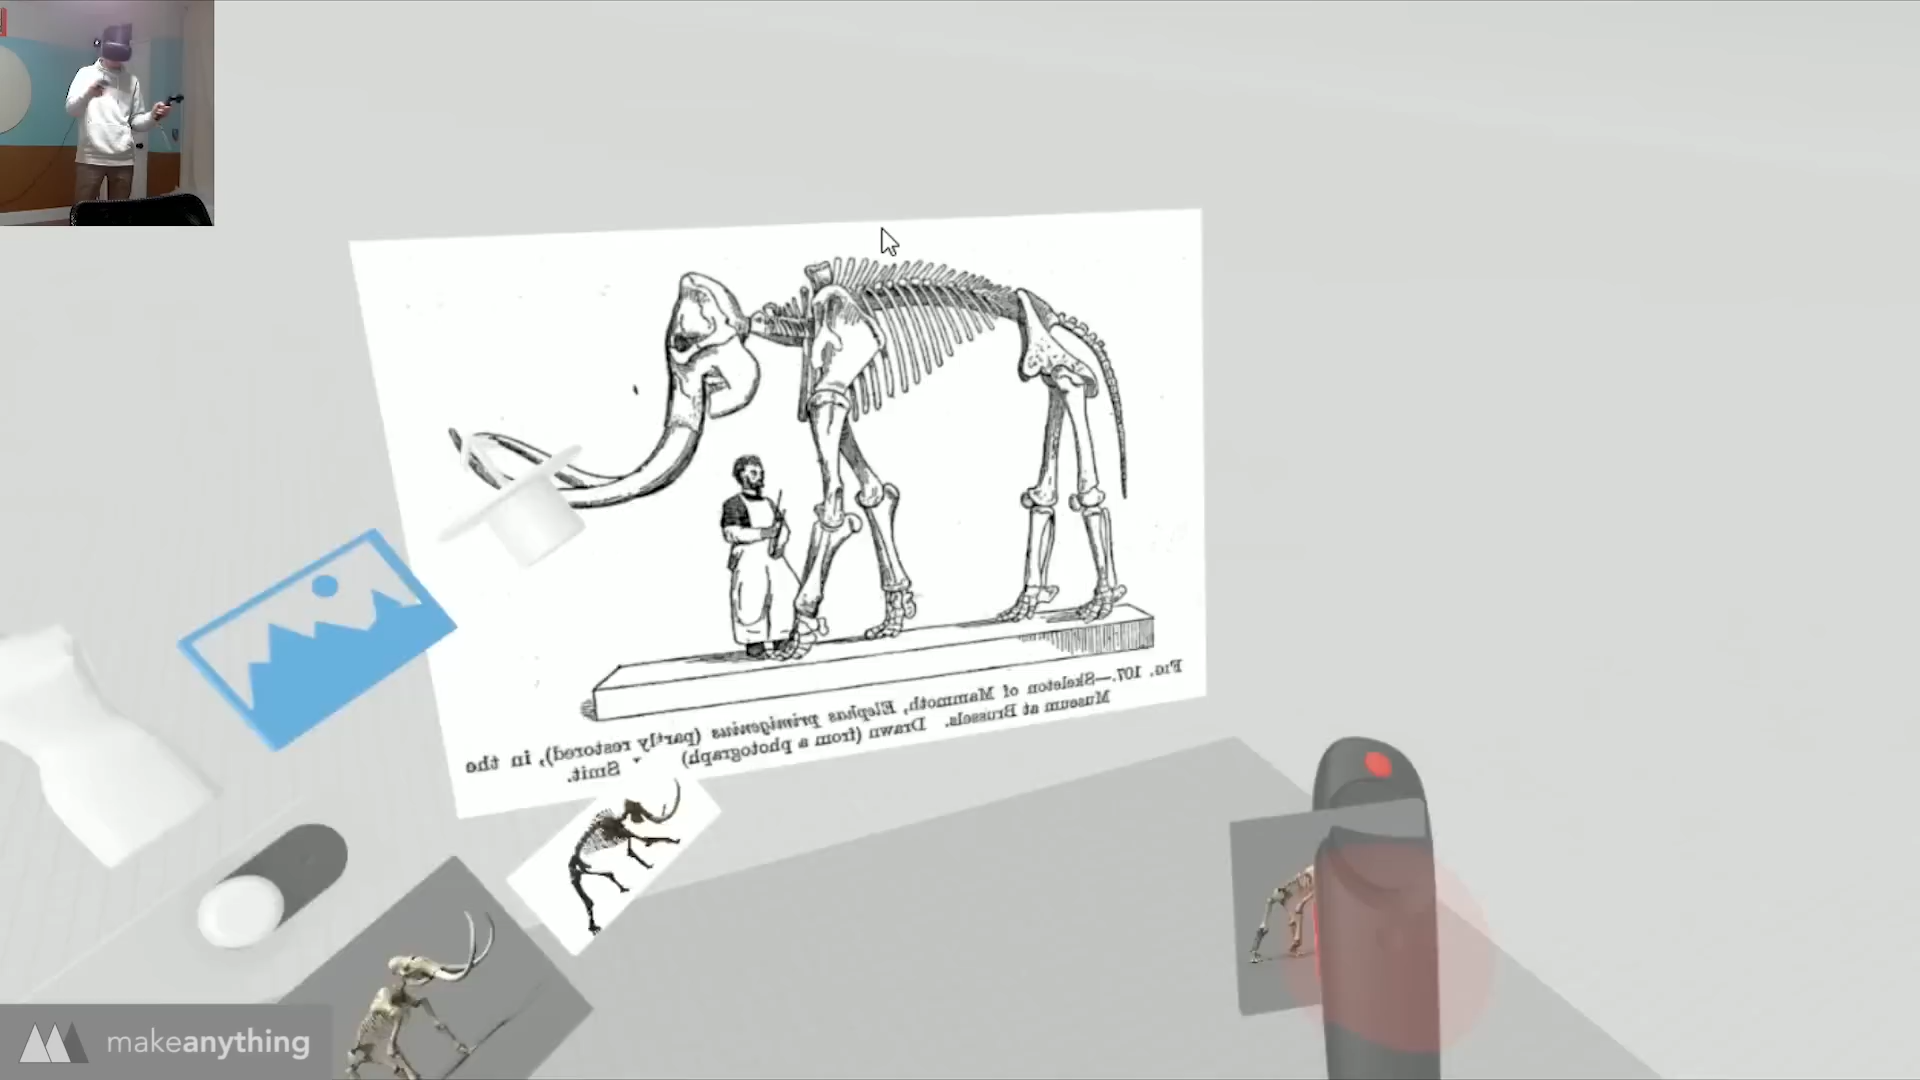 Fig. 107.—Skeleton of Mammoth, Elephas primigenius (partly restored), in the
Museum at Brussels. Drawn (from a photograph)
Smit.
makeanything